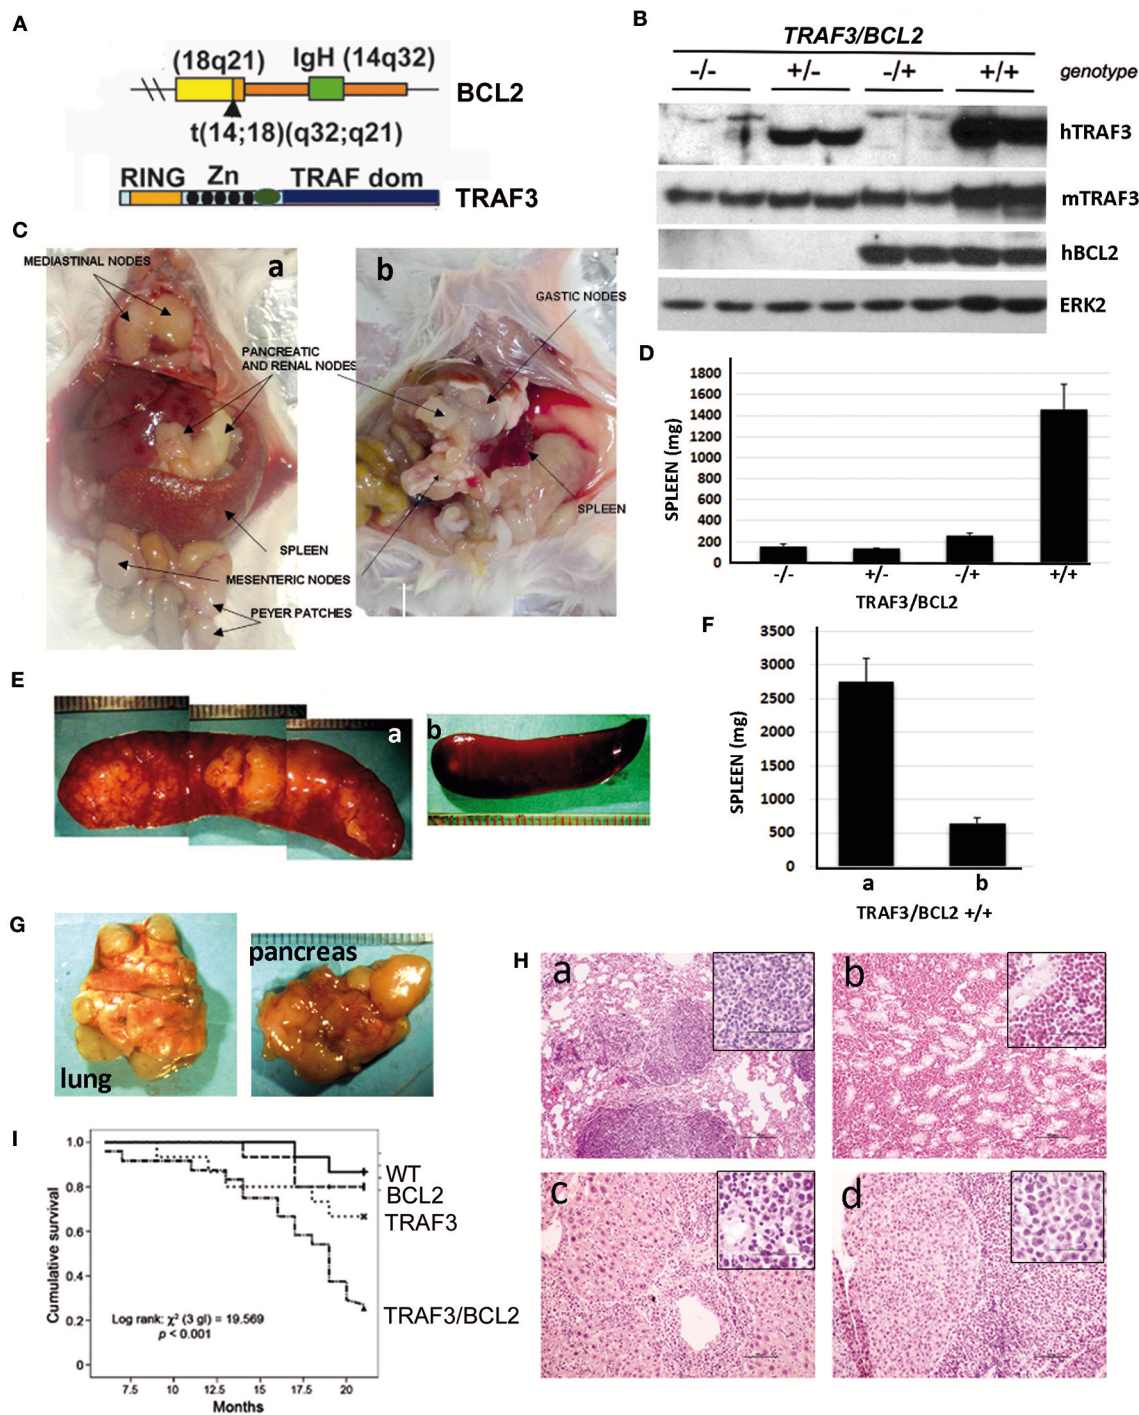 A
(18q21)
IgH (14q32)
BCL2
t(14;18)(q32;q21)
RING
Zn
TRAF dom
TRAF3
B
TRAF3/BCL2
-/-
+/-
-/+
+/+
genotype
hTRAF3
mTRAF3
hBCL2
ERK2
C
a
MEDIASTINAL NODES
PANCREATIC
AND RENAL NODES
SPLEEN
MESENTERIC NODES
PEYER PATCHES
b
GASTIC NODES
SPLEEN
D
SPLEEN (mg)
1800
1600
1400
1200
1000
800
600
400
200
0
-/-
+/-
-/+
+/+
TRAF3/BCL2
E
a
b
F
SPLEEN (mg)
3500
3000
2500
2000
1500
1000
500
0
a
b
TRAF3/BCL2 +/+
G
lung
pancreas
H
a
b
c
d
I
Cumulative survival
1.0
0.8
0.6
0.4
0.2
0
WT
BCL2
TRAF3
TRAF3/BCL2
Log rank: χ² (3 gl) = 19.569
p < 0.001
7.5
10
12.5
15
17.5
20
Months